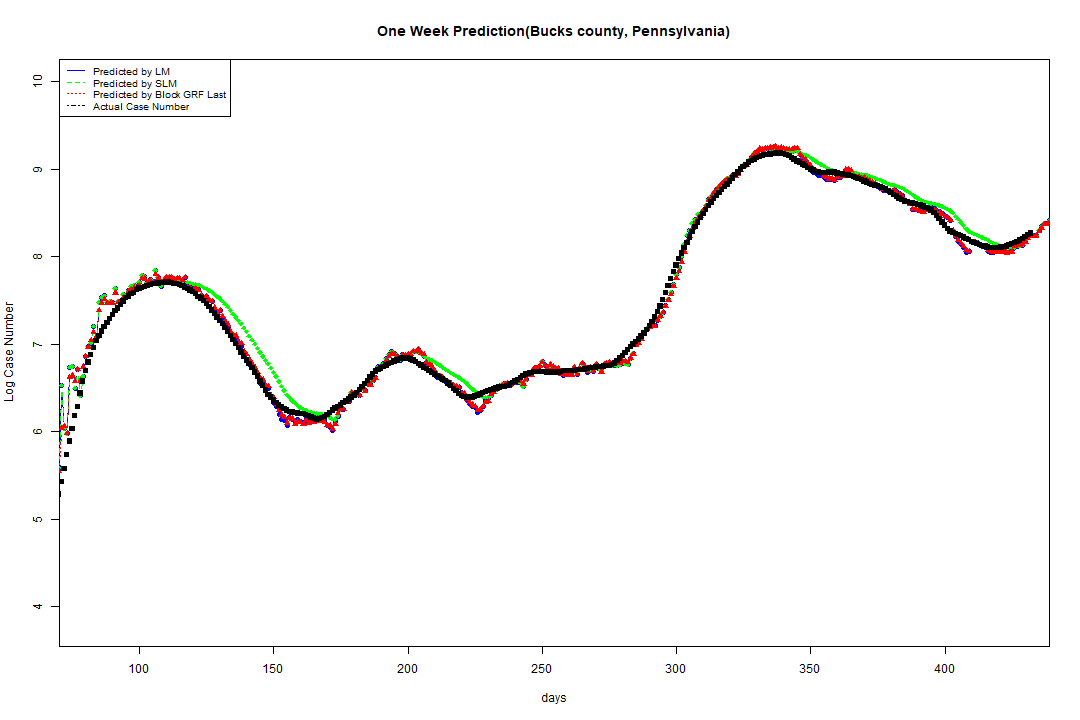 One Week Prediction(Bucks county, Pennsylvania)
Predicted by LM
Predicted by SLM
Predicted by Block GRF Last
Actual Case Number
10
9
8
7
6
5
4
Log Case Number
100 150 200 250 300 350 400
days